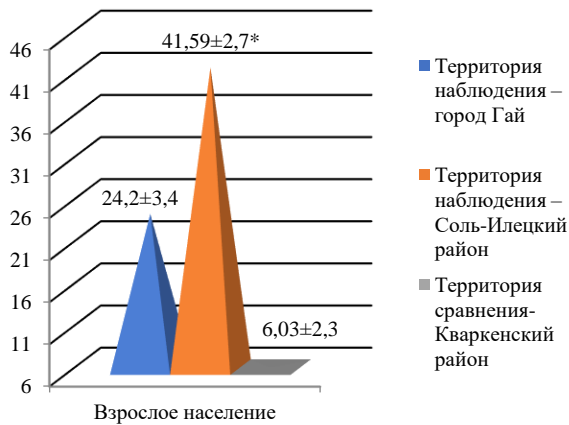 46
41
36
31
26
21
16
11
6
41,59±2,7*
24,2±3,4
6,03±2,3
Взрослое население
Территория
наблюдения –
город Гай
Территория
наблюдения –
Соль-Илецкий
район
Территория
сравнения-
Кваркенский
район